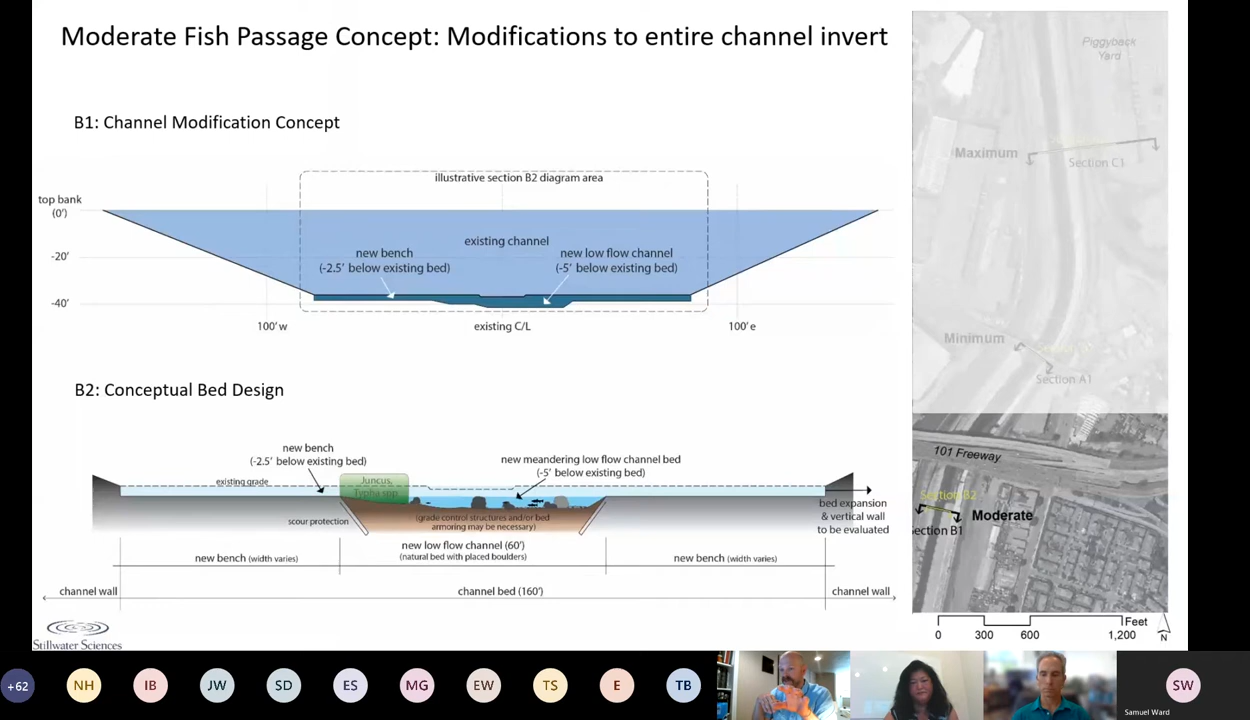 Moderate Fish Passage Concept: Modifications to entire channel invert
B1: Channel Modification Concept
illustrative section B2 diagram area
top bank
(0')
-20'
-40'
existing channel
new bench
(-2.5' below existing bed)
new low flow channel
(-5' below existing bed)
100' w
existing C/L
100' e
B2: Conceptual Bed Design
new bench
(-2.5' below existing bed)
new meandering low flow channel bed
(-5' below existing bed)
existing grade
Juncus,
Typha spp
scour protection
(grade control structures and/or bed
armoring may be necessary)
bed expansion
& vertical wall
to be evaluated
new bench (width varies)
new low flow channel (60')
(natural bed with placed boulders)
new bench (width varies)
channel wall
channel bed (160')
channel wall
Stillwater Sciences
Piggyback
Yard
Maximum
Section C1
Minimum
Section A1
101 Freeway
Section B2
Moderate
ection B1
Feet
0 300 600 1,200
N
+62
NH
IB
JW
SD
ES
MG
EW
TS
E
TB
SW
Samuel Ward